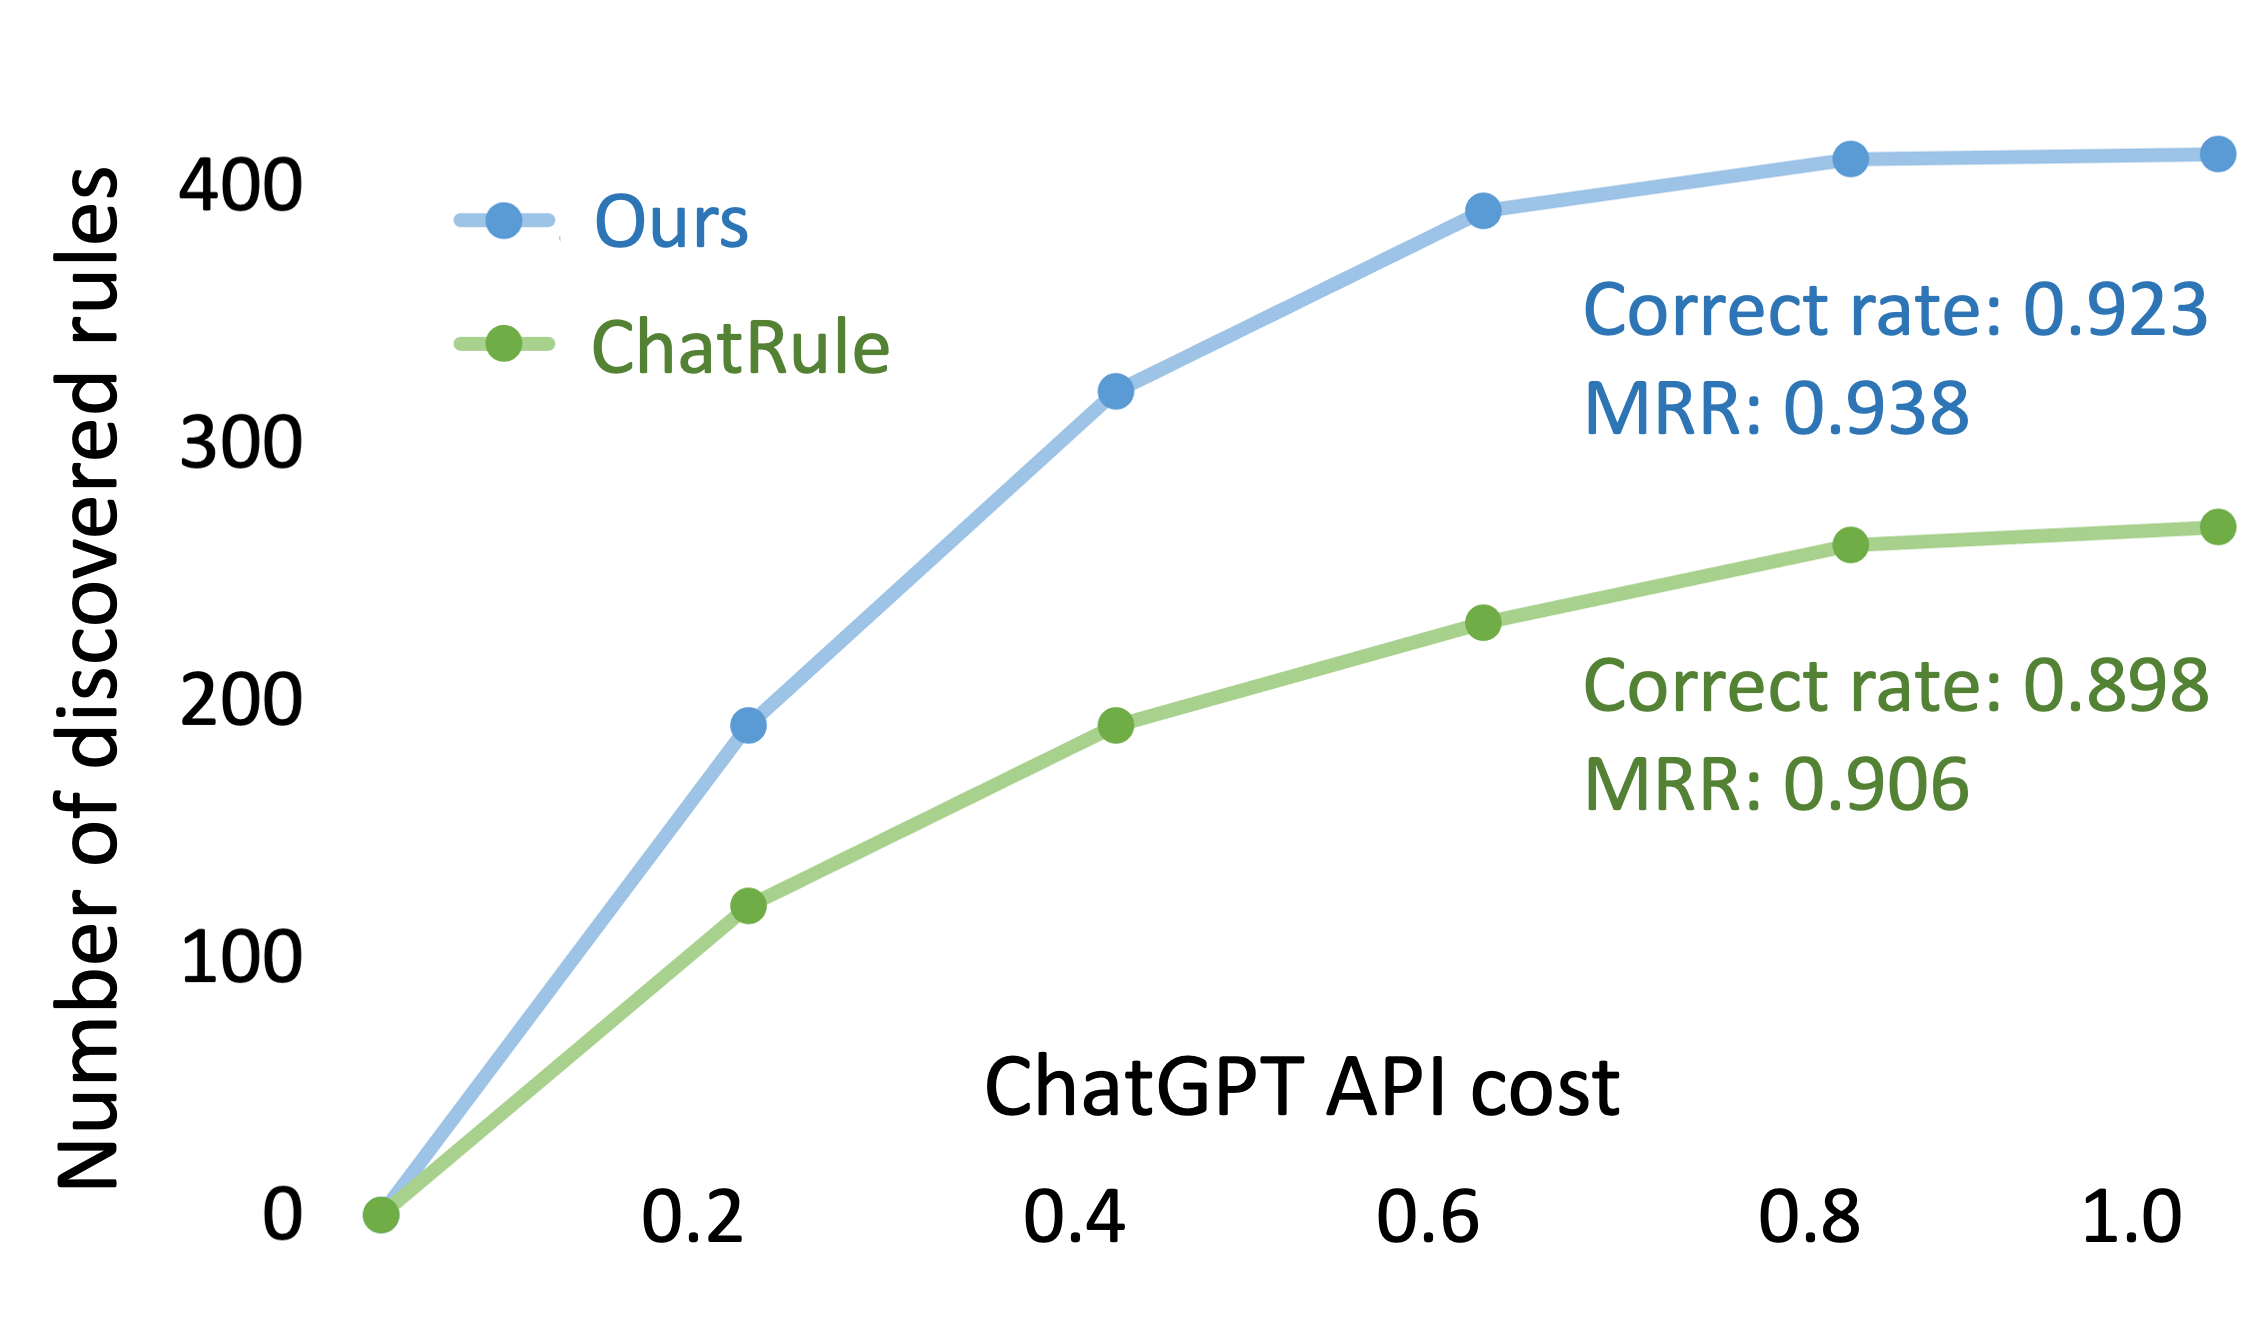 Number of discovered rules
400
300
200
100
0
Ours
ChatRule
Correct rate: 0.923
MRR: 0.938
Correct rate: 0.898
MRR: 0.906
ChatGPT API cost
0.2 0.4 0.6 0.8 1.0